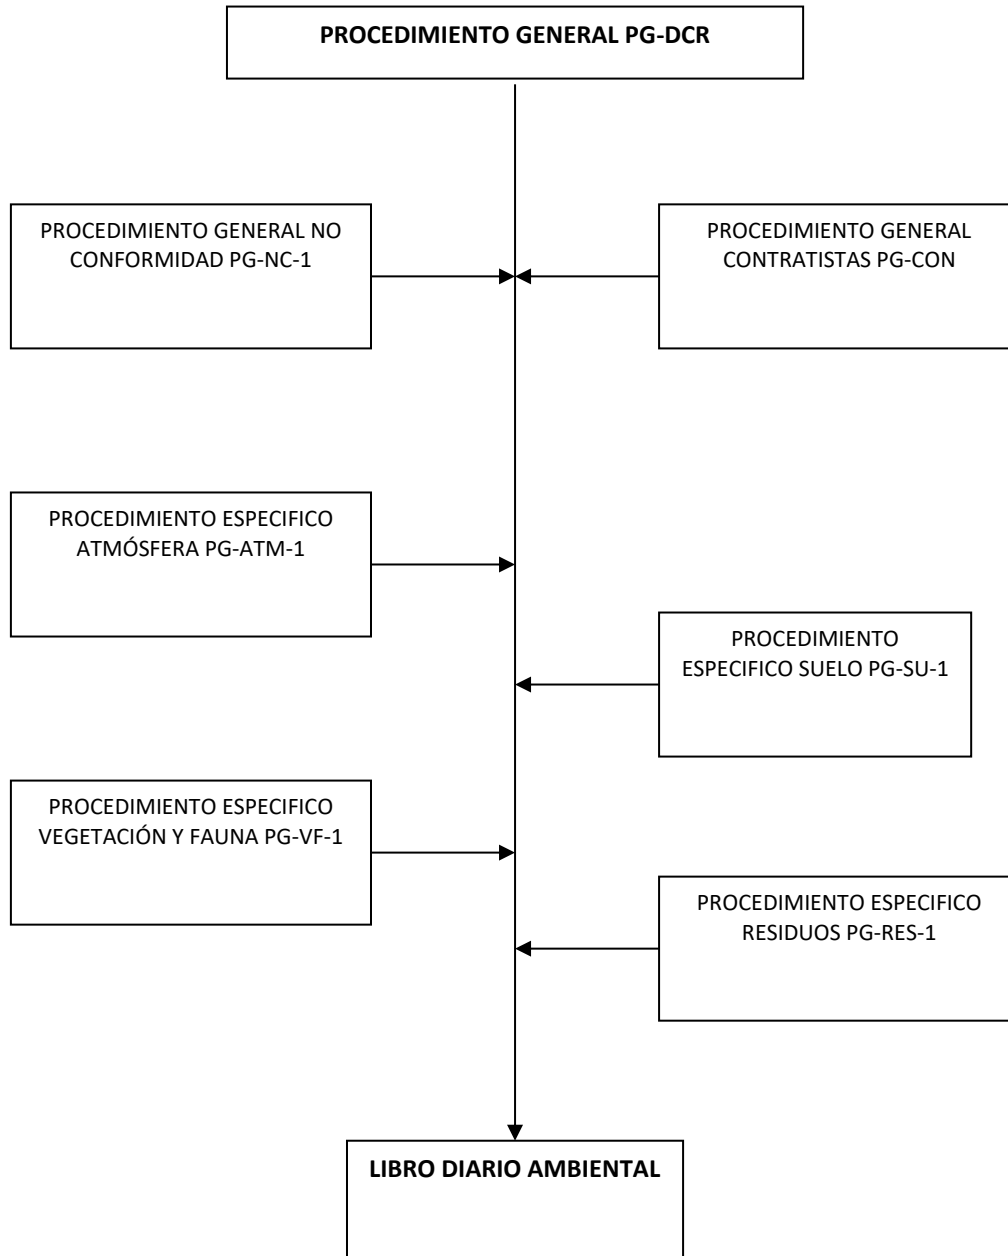 PROCEDIMIENTO GENERAL PG-DCR
PROCEDIMIENTO GENERAL NO
CONFORMIDAD PG-NC-1
PROCEDIMIENTO GENERAL
CONTRATISTAS PG-CON
PROCEDIMIENTO ESPECIFICO
ATMÓSFERA PG-ATM-1
PROCEDIMIENTO
ESPECIFICO SUELO PG-SU-1
PROCEDIMIENTO ESPECIFICO
VEGETACIÓN Y FAUNA PG-VF-1
PROCEDIMIENTO ESPECIFICO
RESIDUOS PG-RES-1
LIBRO DIARIO AMBIENTAL